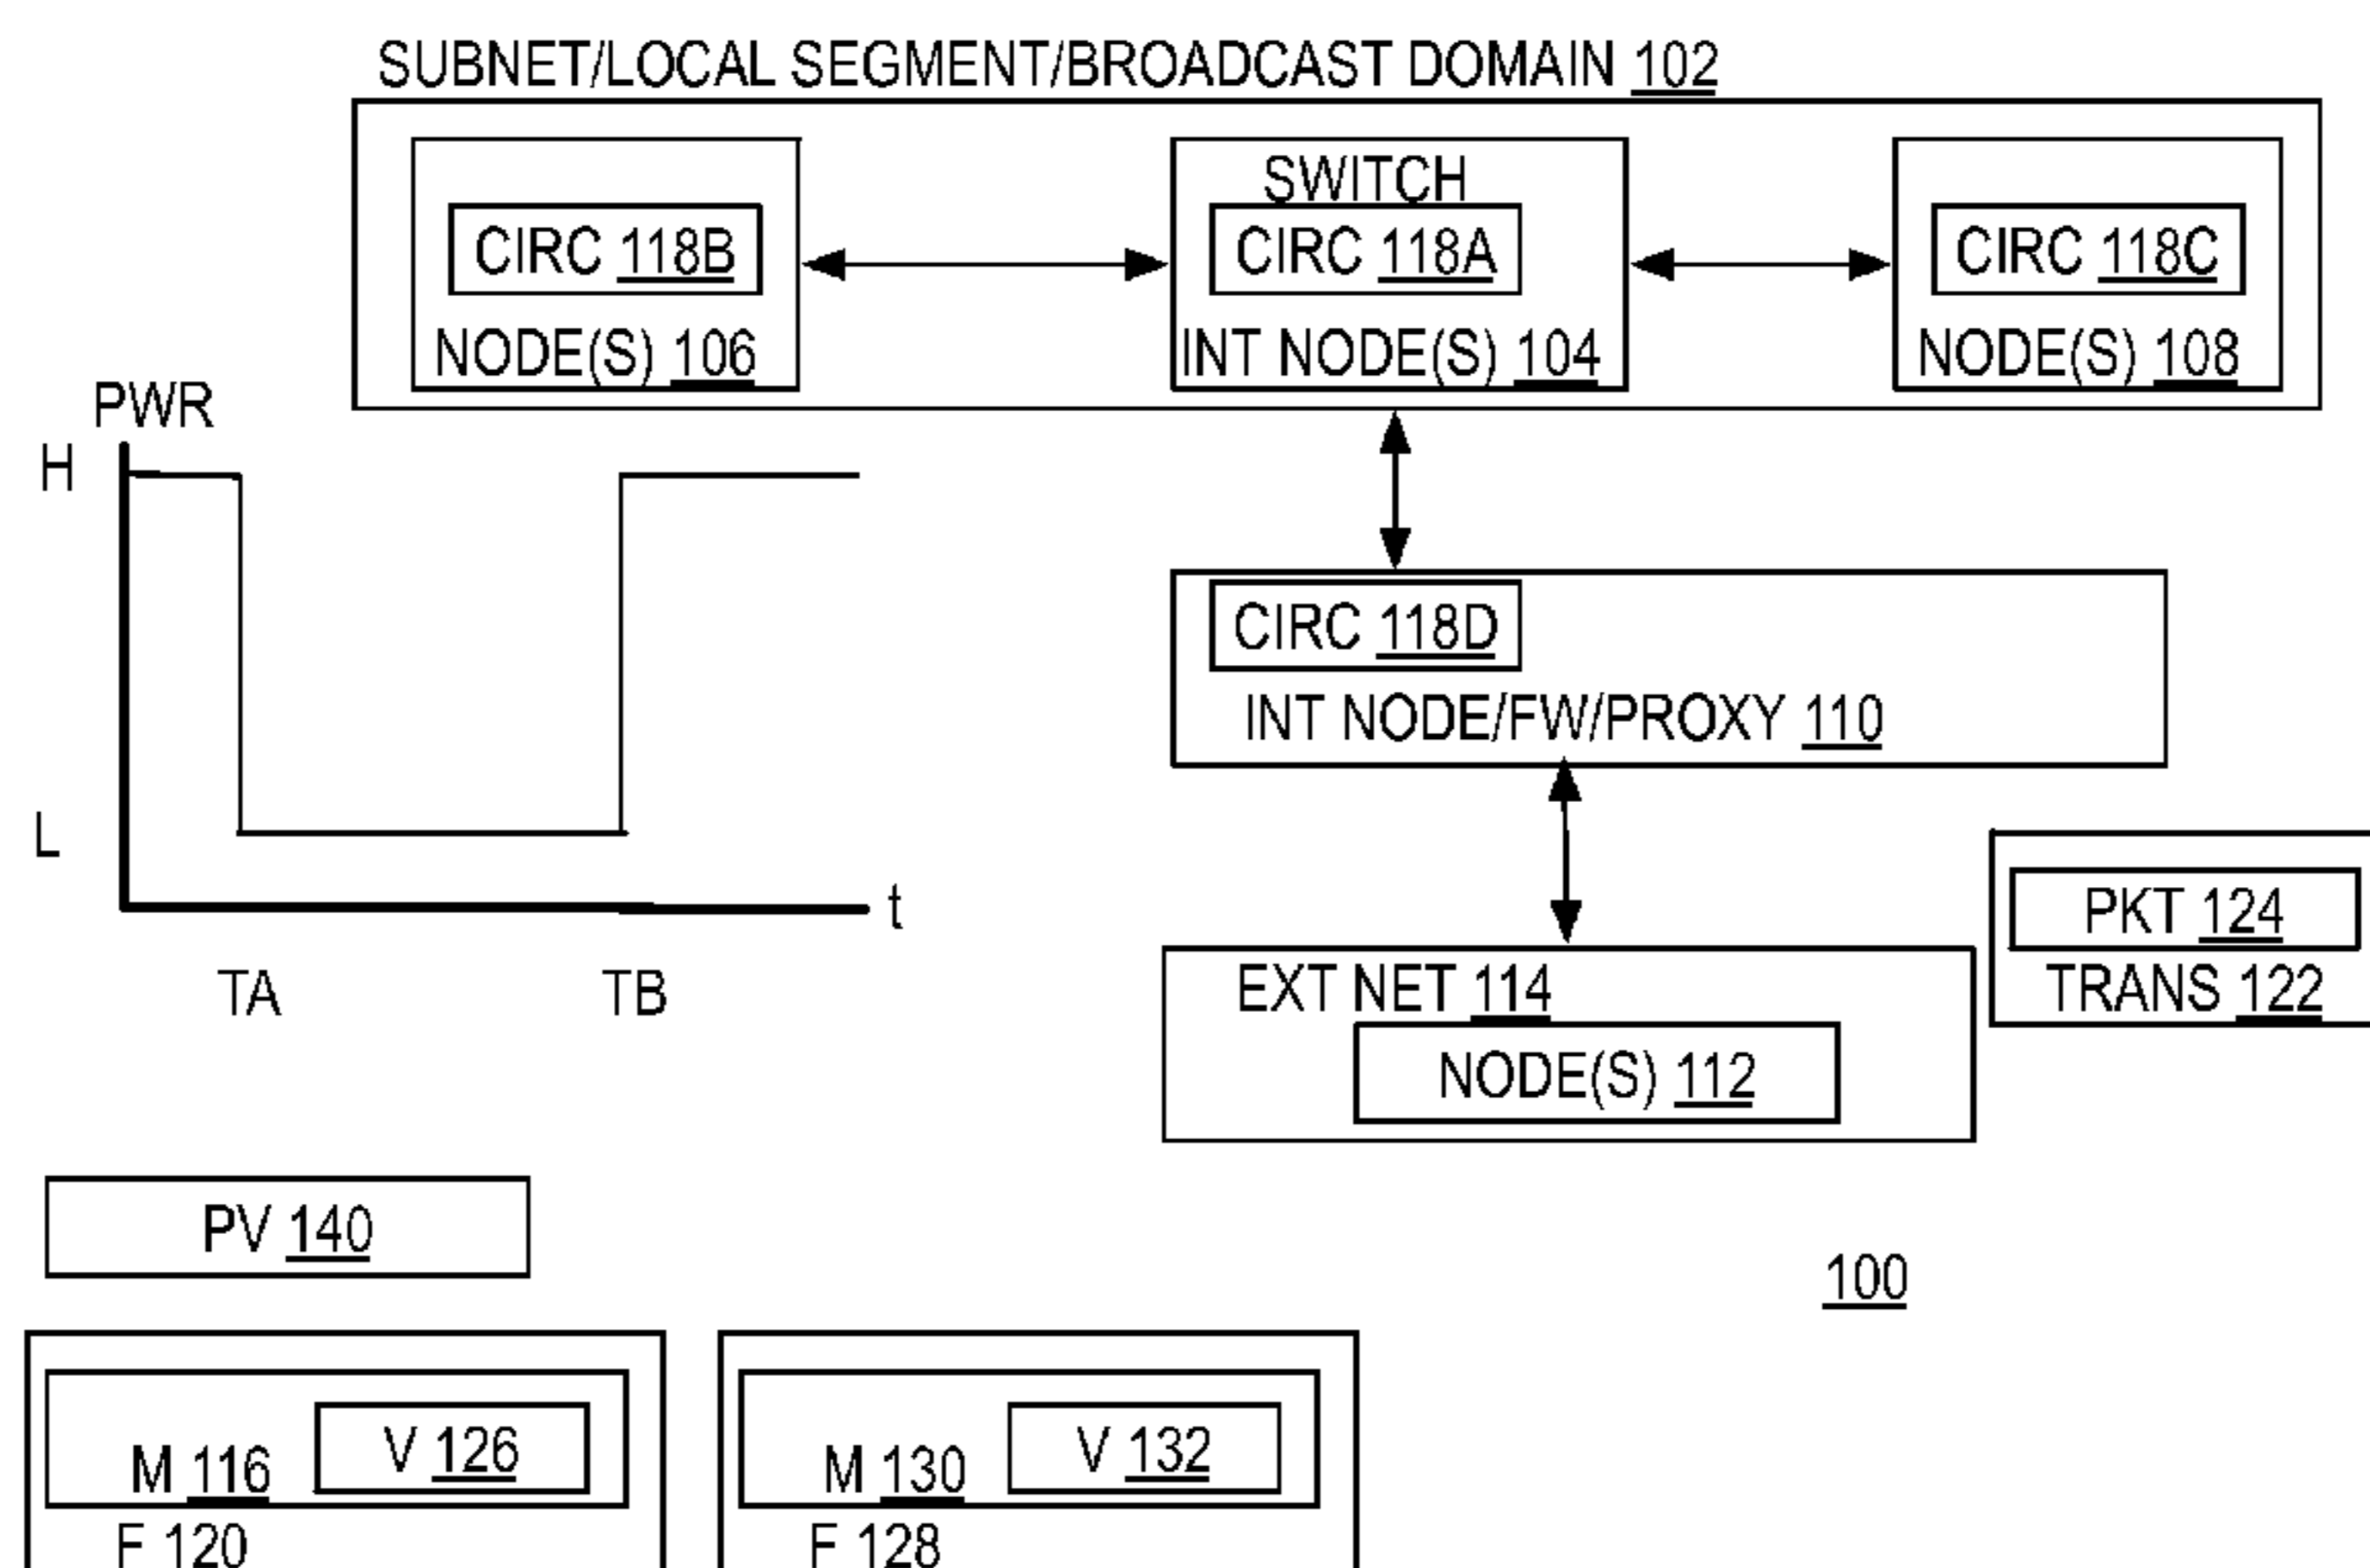 SUBNET/LOCAL SEGMENT/BROADCAST DOMAIN 102
CIRC 118B
NODE(S) 106
SWITCH
CIRC 118A
INT NODE(S) 104
CIRC 118C
NODE(S) 108
PWR
H
L
t
TA
TB
CIRC 118D
INT NODE/FW/PROXY 110
EXT NET 114
NODE(S) 112
PKT 124
TRANS 122
PV 140
100
M 116
V 126
F 120
M 130
V 132
F 128